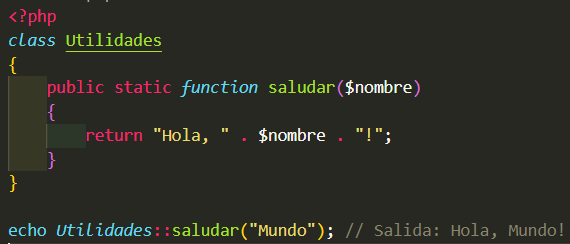 <?php
class Utilidades
{
    public static function saludar($nombre)
    {
        return "Hola, " . $nombre . "!";
    }
}

echo Utilidades::saludar("Mundo"); // Salida: Hola, Mundo!